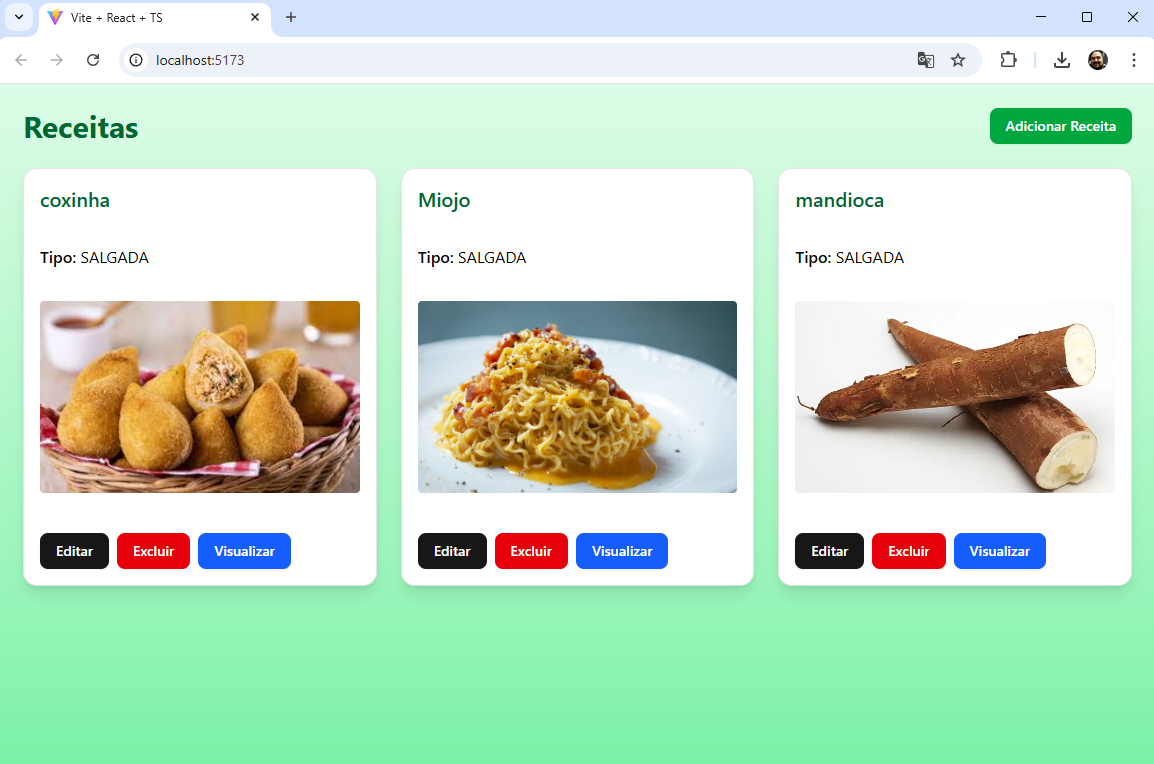 Vite + React + TS
localhost:5173
Receitas
Adicionar Receita
coxinha
Tipo: SALGADA
Editar
Excluir
Visualizar
Miojo
Tipo: SALGADA
Editar
Excluir
Visualizar
mandioca
Tipo: SALGADA
Editar
Excluir
Visualizar